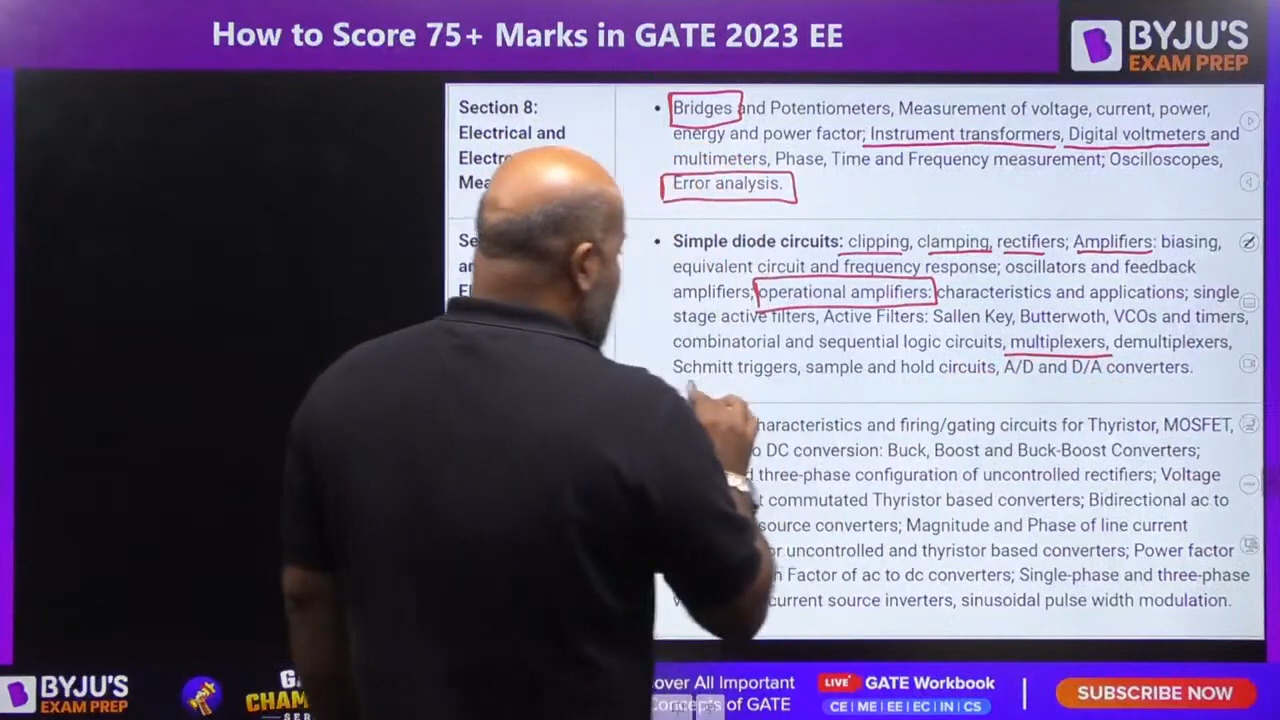 How to Score 75+ Marks in GATE 2023 EE
BYJU'S
EXAM PREP
Section 8:
Electrical and
• Bridges and Potentiometers, Measurement of voltage, current, power,
energy and power factor; Instrument transformers, Digital voltmeters and
multimeters, Phase, Time and Frequency measurement; Oscilloscopes,
Error analysis.
• Simple diode circuits: clipping, clamping, rectifiers; Amplifiers: biasing,
equivalent circuit and frequency response; oscillators and feedback
amplifiers; operational amplifiers: characteristics and applications; single
stage active filters, Active Filters: Sallen Key, Butterwoth, VCOs and timers,
combinatorial and sequential logic circuits, multiplexers, demultiplexers,
Schmitt triggers, sample and hold circuits, A/D and D/A converters.
haracteristics and firing/gating circuits for Thyristor, MOSFET,
o DC conversion: Buck, Boost and Buck-Boost Converters;
d three-phase configuration of uncontrolled rectifiers; Voltage
commutated Thyristor based converters; Bidirectional ac to
source converters; Magnitude and Phase of line current
or uncontrolled and thyristor based converters; Power factor
n Factor of ac to dc converters; Single-phase and three-phase
current source inverters, sinusoidal pulse width modulation.
BYJU'S
EXAM PREP
over All Important
oncepts of GATE
LIVE GATE Workbook
CE | ME | EE | EC | IN | CS
SUBSCRIBE NOW